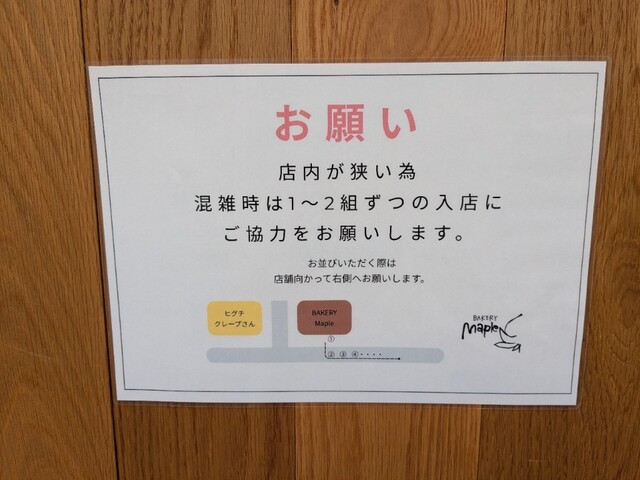 お願い
店内が狭い為
混雑時は1〜2組ずつの入店に
ご協力をお願いします。
お並びいただく際は
店舗向かって右側へお願いします。
ヒグチ
クレープさん
BAKERY
Maple
①
② ③ ④・・・・
BAKERY
maple